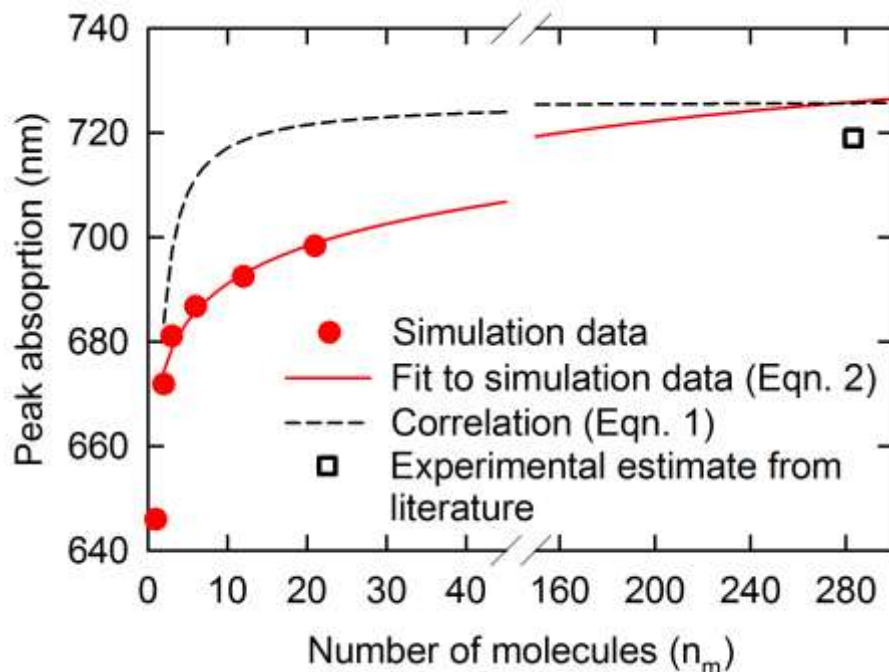 740
720
700
680
660
640
Peak absoprtion (nm)
Simulation data
Fit to simulation data (Eqn. 2)
Correlation (Eqn. 1)
Experimental estimate from
literature
0 10 20 30 40 160 200 240 280
Number of molecules (nₘ)